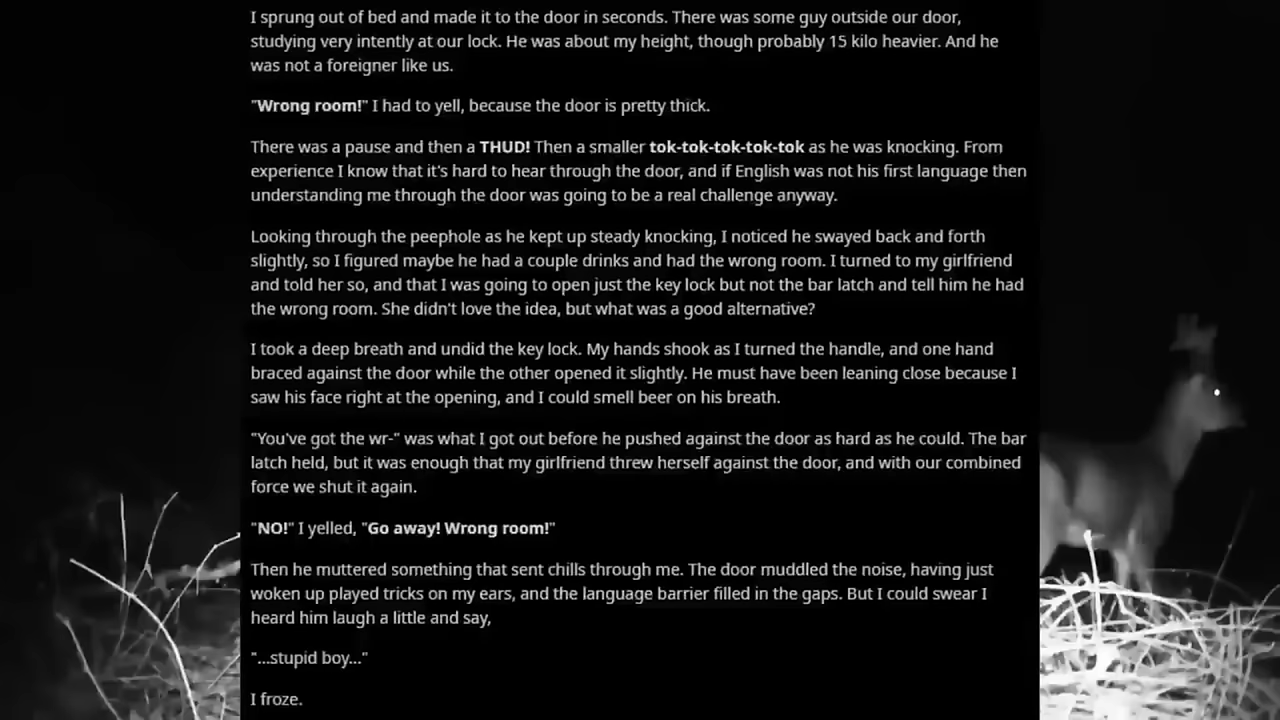 I sprung out of bed and made it to the door in seconds. There was some guy outside our door,
studying very intently at our lock. He was about my height, though probably 15 kilo heavier. And he
was not a foreigner like us.
"Wrong room!" I had to yell, because the door is pretty thick.
There was a pause and then a THUD! Then a smaller tok-tok-tok-tok-tok as he was knocking. From
experience I know that it's hard to hear through the door, and if English was not his first language then
understanding me through the door was going to be a real challenge anyway.
Looking through the peephole as he kept up steady knocking, I noticed he swayed back and forth
slightly, so I figured maybe he had a couple drinks and had the wrong room. I turned to my girlfriend
and told her so, and that I was going to open just the key lock but not the bar latch and tell him he had
the wrong room. She didn't love the idea, but what was a good alternative?
I took a deep breath and undid the key lock. My hands shook as I turned the handle, and one hand
braced against the door while the other opened it slightly. He must have been leaning close because I
saw his face right at the opening, and I could smell beer on his breath.
"You've got the wr-" was what I got out before he pushed against the door as hard as he could. The bar
latch held, but it was enough that my girlfriend threw herself against the door, and with our combined
force we shut it again.
"NO!" I yelled, "Go away! Wrong room!"
Then he muttered something that sent chills through me. The door muddled the noise, having just
woken up played tricks on my ears, and the language barrier filled in the gaps. But I could swear I
heard him laugh a little and say,
"...stupid boy..."
I froze.